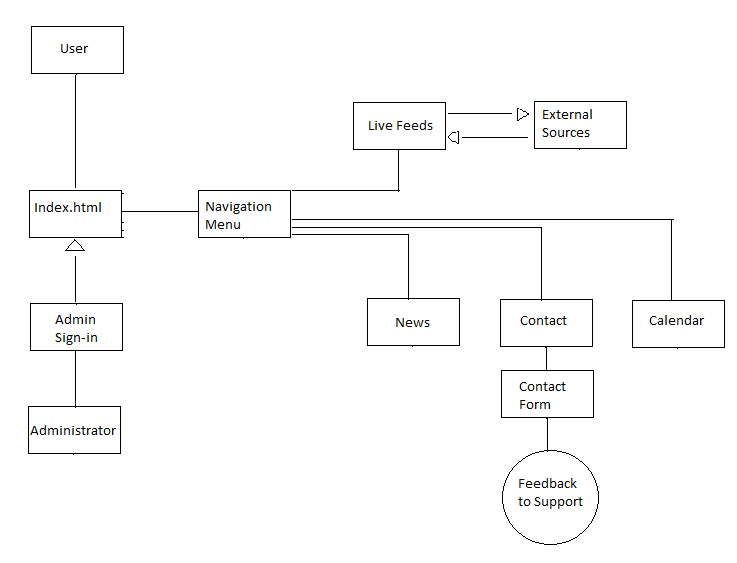 User
Live Feeds
External
Sources
Index.html
Navigation
Menu
Admin
Sign-in
News
Contact
Calendar
Contact
Form
Administrator
Feedback
to Support